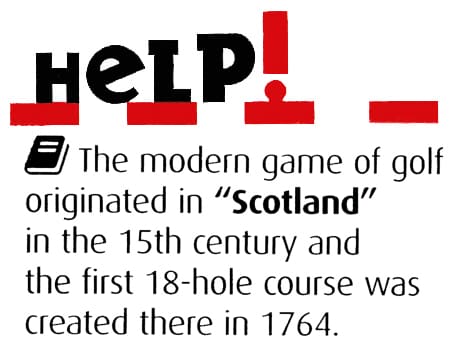 HeLP!
The modern game of golf
originated in “Scotland”
in the 15th century and
the first 18-hole course was
created there in 1764.